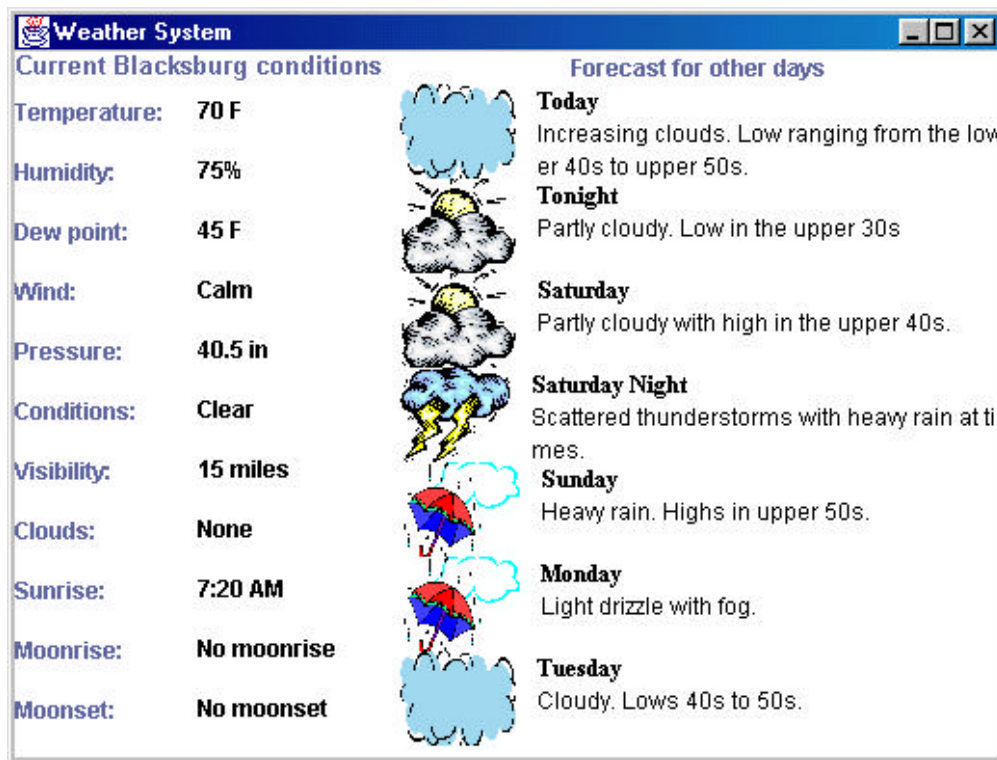 Weather System
Current Blacksburg conditions
Temperature: 70 F
Humidity: 75%
Dew point: 45 F
Wind: Calm
Pressure: 40.5 in
Conditions: Clear
Visibility: 15 miles
Clouds: None
Sunrise: 7:20 AM
Moonrise: No moonrise
Moonset: No moonset
Forecast for other days
Today
Increasing clouds. Low ranging from the low
er 40s to upper 50s.
Tonight
Partly cloudy. Low in the upper 30s
Saturday
Partly cloudy with high in the upper 40s.
Saturday Night
Scattered thunderstorms with heavy rain at ti
mes.
Sunday
Heavy rain. Highs in upper 50s.
Monday
Light drizzle with fog.
Tuesday
Cloudy. Lows 40s to 50s.